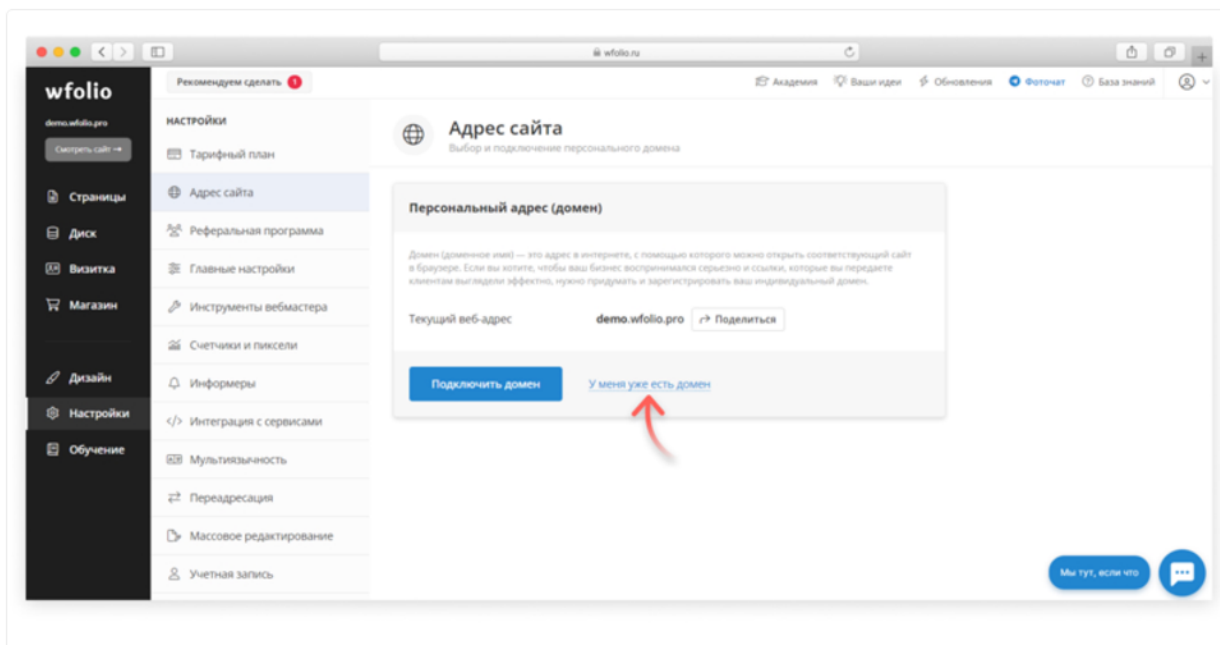 wfolio.ru
wfolio
demo.wfolio.pro
Смотреть сайт →
Страницы
Диск
Визитка
Магазин
Дизайн
Настройки
Обучение
Рекомендуем сделать 1
Академия Ваши идеи Обновления Фоточат База знаний
НАСТРОЙКИ
Тарифный план
Адрес сайта
Реферальная программа
Главные настройки
Инструменты вебмастера
Счетчики и пиксели
Информеры
Интеграция с сервисами
Мультиязычность
Переадресация
Массовое редактирование
Учетная запись
Адрес сайта
Выбор и подключение персонального домена
Персональный адрес (домен)
Домен (доменное имя) — это адрес в интернете, с помощью которого можно открыть соответствующий сайт
в браузере. Если вы хотите, чтобы ваш бизнес воспринимался серьезно и ссылки, которые вы передаете
клиентам выглядели эффектно, нужно придумать и зарегистрировать ваш индивидуальный домен.
Текущий веб-адрес demo.wfolio.pro Поделиться
Подключить домен У меня уже есть домен
Мы тут, если что